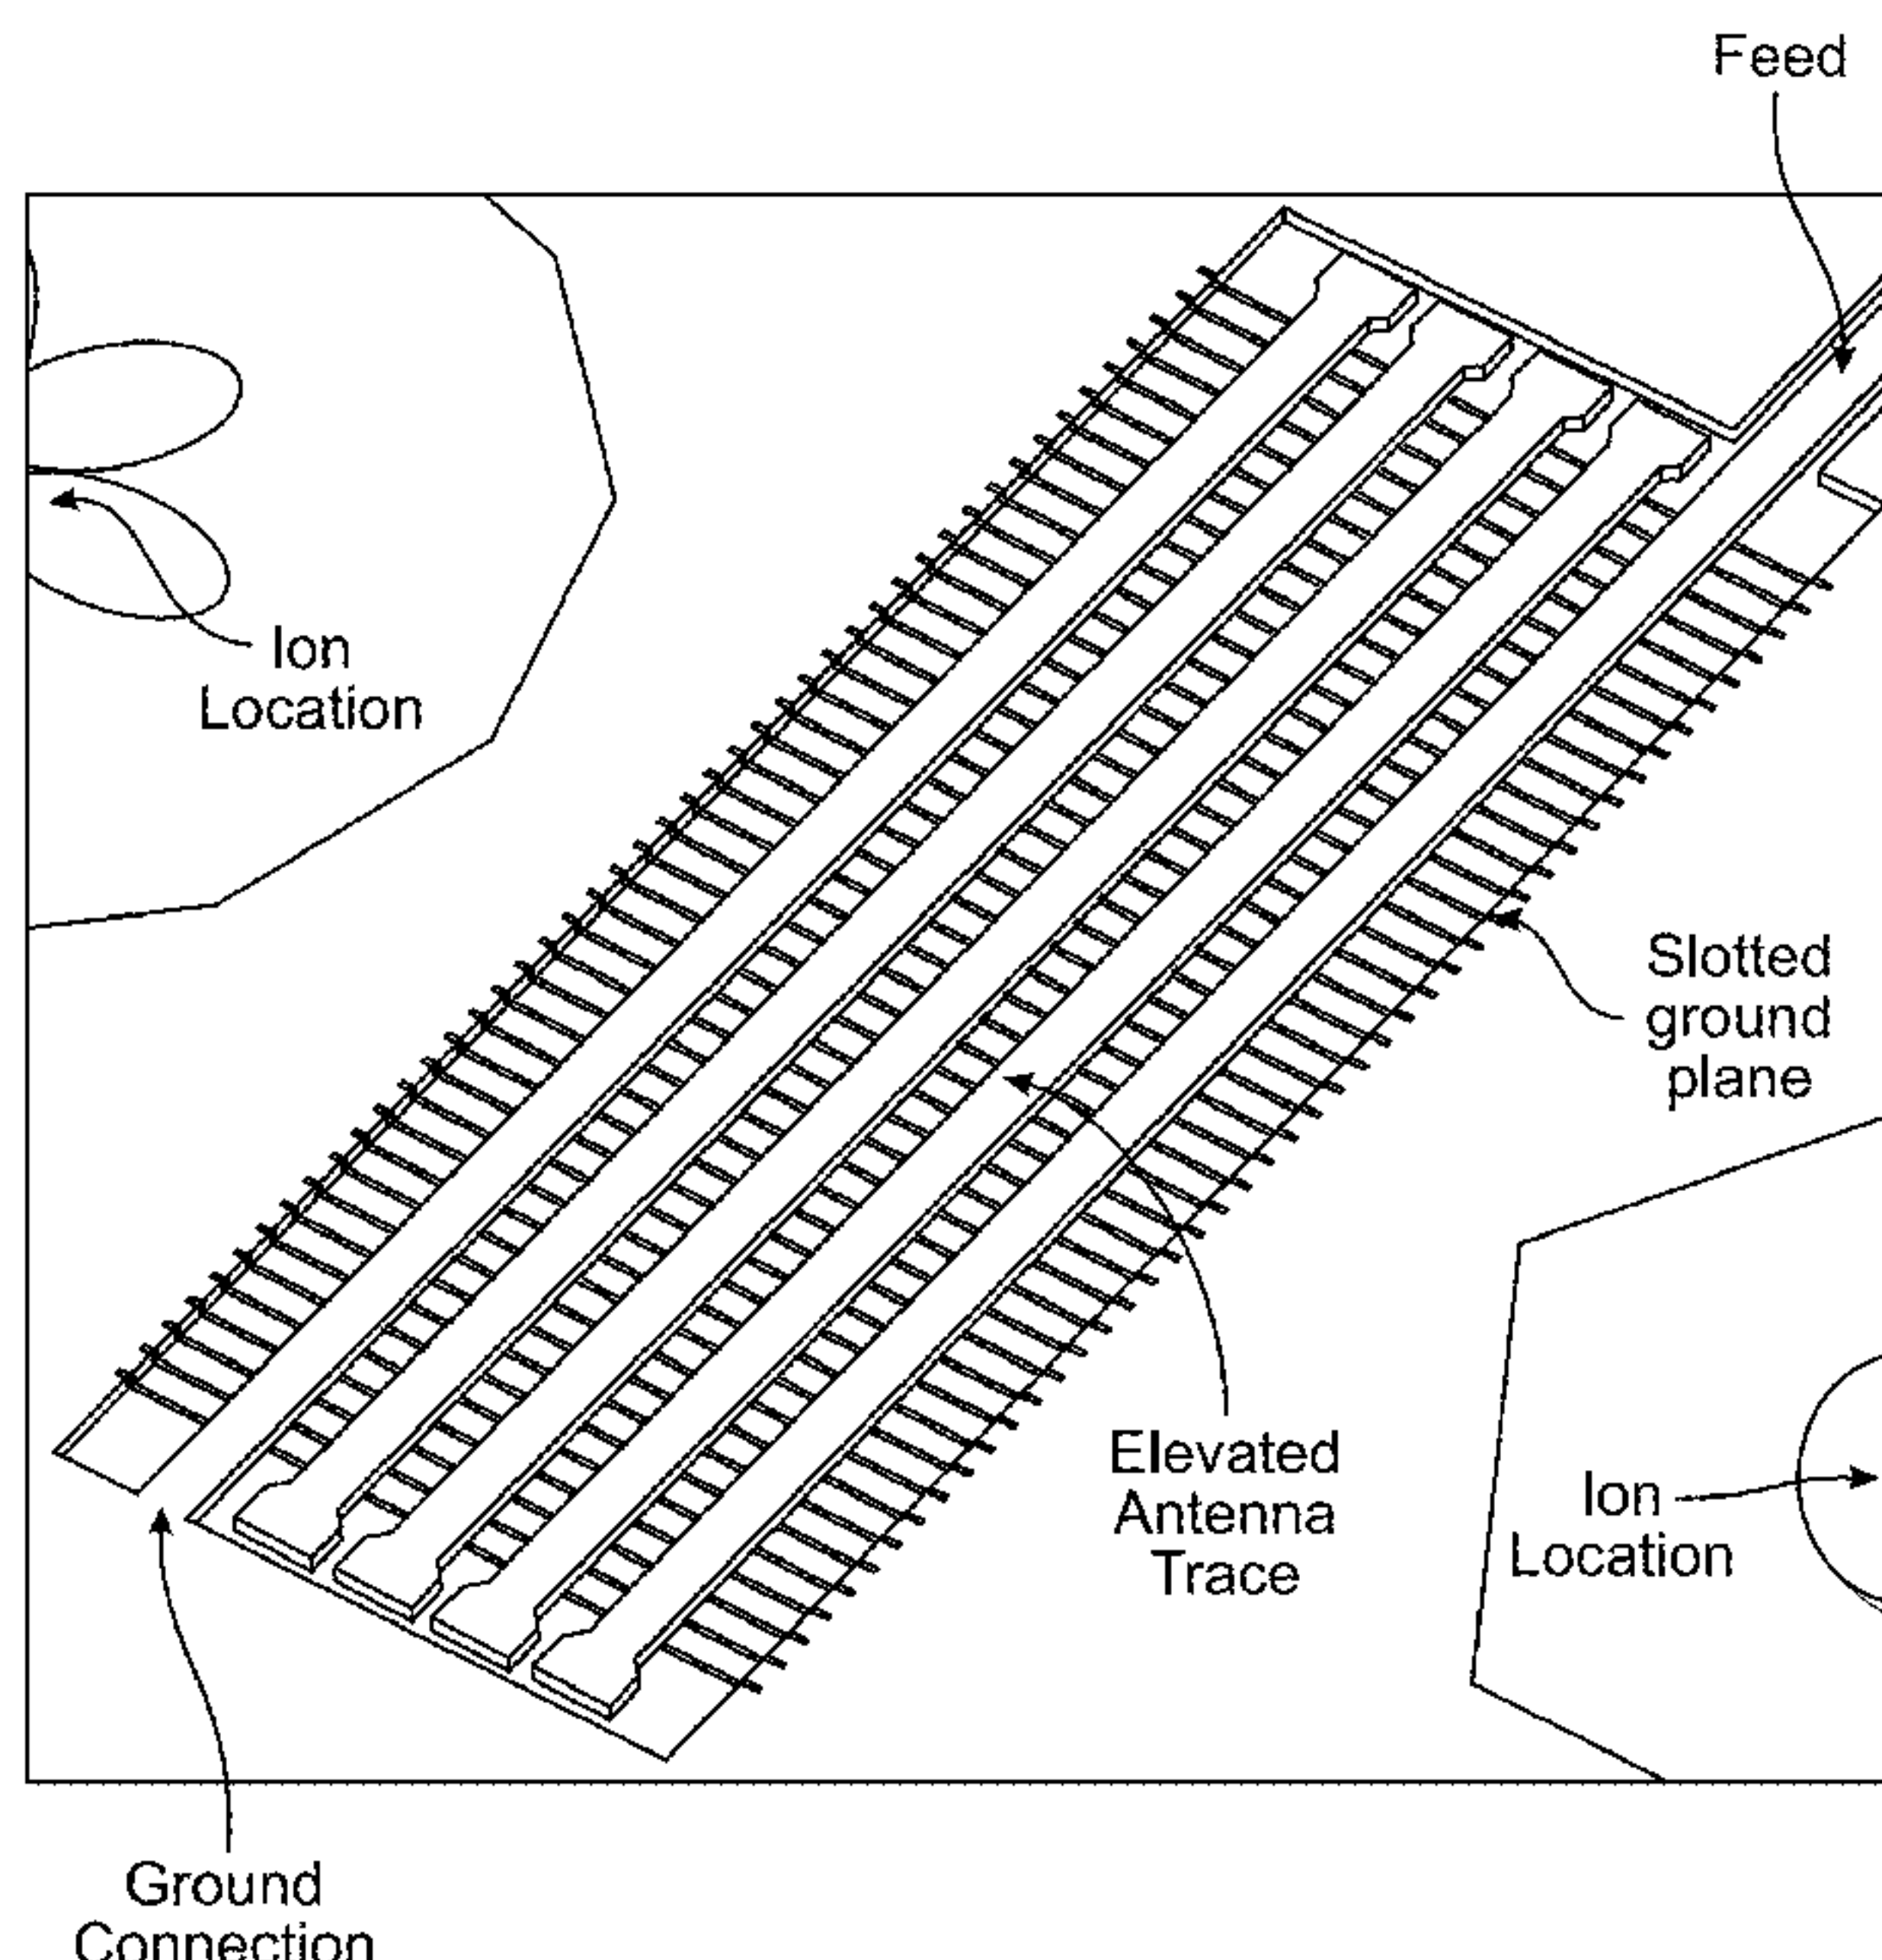 Feed
Ion
Location
Slotted
ground
plane
Elevated
Antenna
Trace
Ion
Location
Ground
Connection